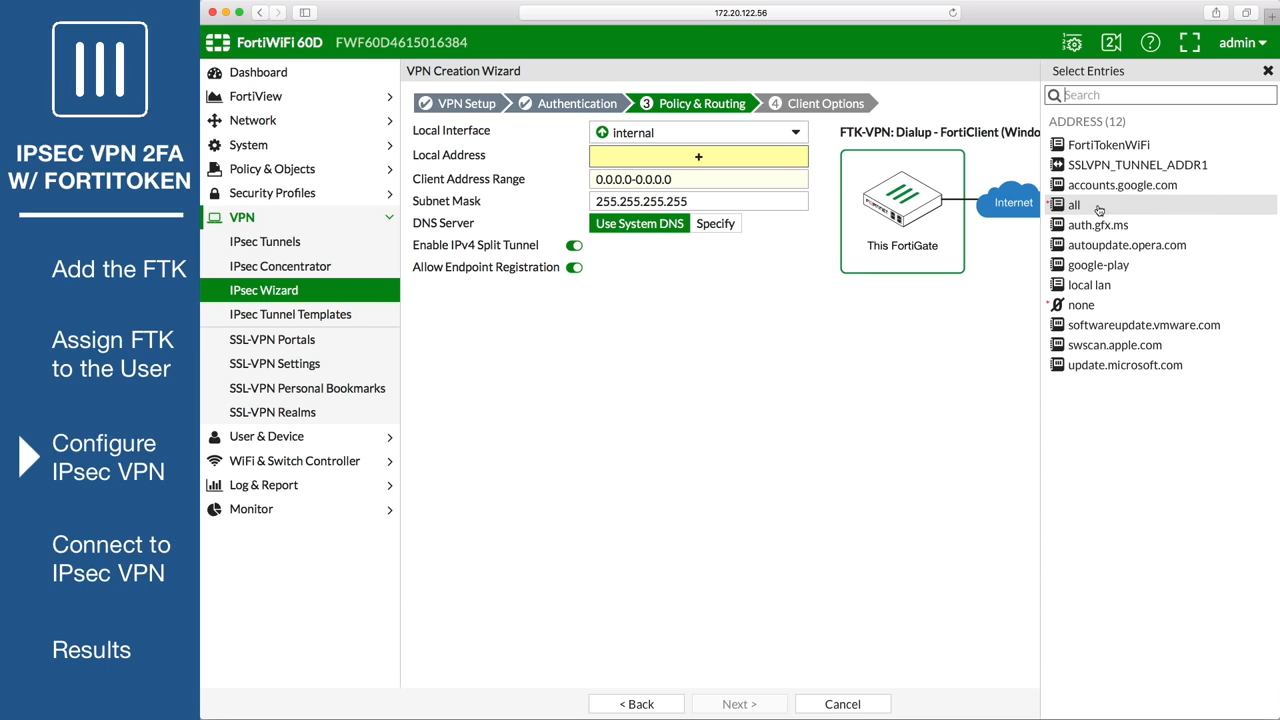 IPSEC VPN 2FA
W/ FORTITOKEN
Add the FTK
Assign FTK
to the User
Configure
IPsec VPN
Connect to
IPsec VPN
Results
172.20.122.56
FortiWiFi 60D FWF60D4615016384
admin
Dashboard
FortiView
Network
System
Policy & Objects
Security Profiles
VPN
IPsec Tunnels
IPsec Concentrator
IPsec Wizard
IPsec Tunnel Templates
SSL-VPN Portals
SSL-VPN Settings
SSL-VPN Personal Bookmarks
SSL-VPN Realms
User & Device
WiFi & Switch Controller
Log & Report
Monitor
VPN Creation Wizard
VPN Setup Authentication 3 Policy & Routing 4 Client Options
Local Interface internal
Local Address +
Client Address Range 0.0.0.0-0.0.0.0
Subnet Mask 255.255.255.255
DNS Server Use System DNS Specify
Enable IPv4 Split Tunnel
Allow Endpoint Registration
FTK-VPN: Dialup - FortiClient (Windo
FORTINET
This FortiGate
Internet
< Back Next > Cancel
Select Entries
Search
ADDRESS (12)
FortiTokenWiFi
SSLVPN_TUNNEL_ADDR1
accounts.google.com
all
auth.gfx.ms
autoupdate.opera.com
google-play
local lan
none
softwareupdate.vmware.com
swscan.apple.com
update.microsoft.com